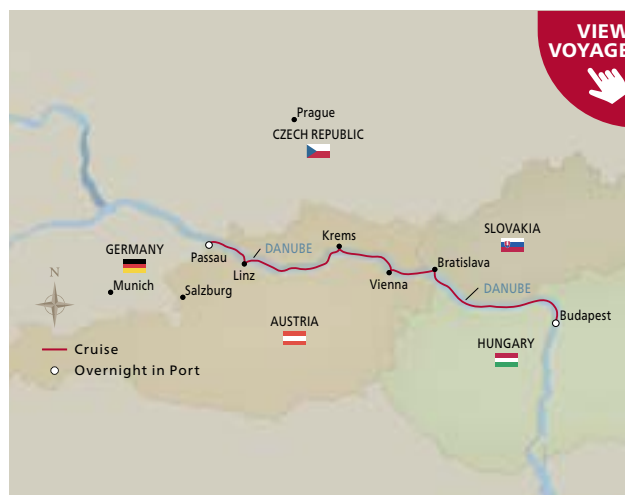 VIEW
VOYAGE
Prague
CZECH REPUBLIC
SLOVAKIA
Krems
DANUBE
GERMANY
Passau
Bratislava
Linz
Vienna
DANUBE
N
Munich
Salzburg
Budapest
AUSTRIA
HUNGARY
Cruise
Overnight in Port